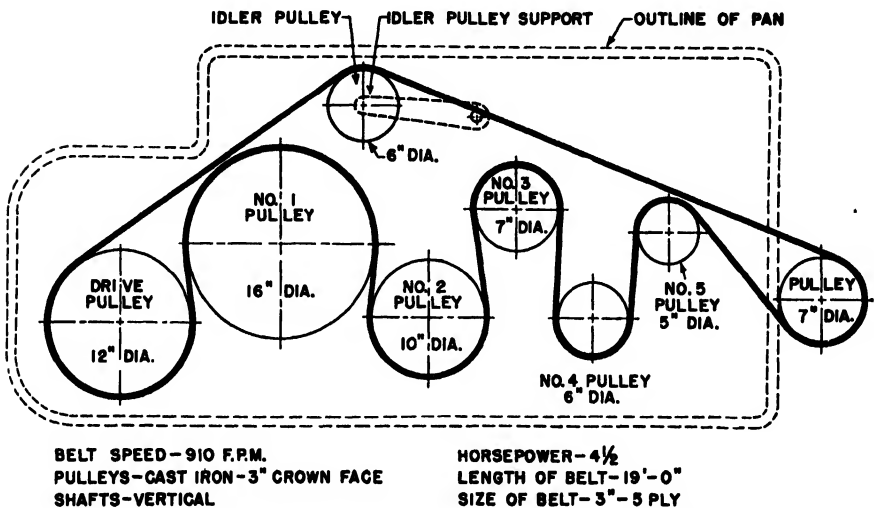 IDLER PULLEY
IDLER PULLEY SUPPORT
OUTLINE OF PAN
6" DIA.
NO. 1
PULLEY
16" DIA.
NO. 3
PULLEY
7" DIA.
DRIVE
PULLEY
12" DIA.
NO. 2
PULLEY
10" DIA.
NO. 5
PULLEY
5" DIA.
PULLEY
7" DIA.
NO. 4 PULLEY
6" DIA.
BELT SPEED-910 F.P.M.
PULLEYS-CAST IRON-3" CROWN FACE
SHAFTS-VERTICAL
HORSEPOWER-4½
LENGTH OF BELT-19'-0"
SIZE OF BELT-3"-5 PLY